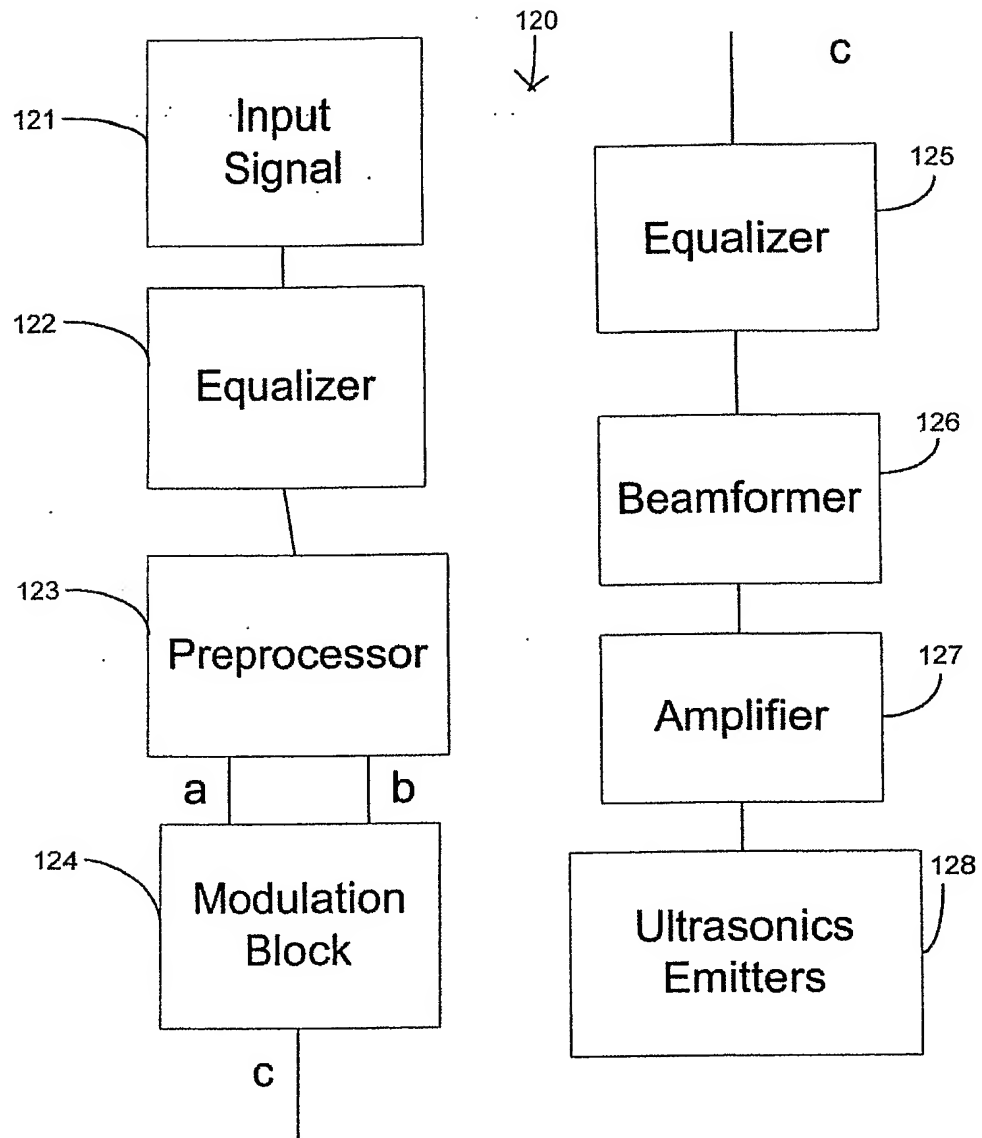 120
121
Input
Signal
122
Equalizer
123
Preprocessor
a
b
124
Modulation
Block
c
c
125
Equalizer
126
Beamformer
127
Amplifier
128
Ultrasonics
Emitters